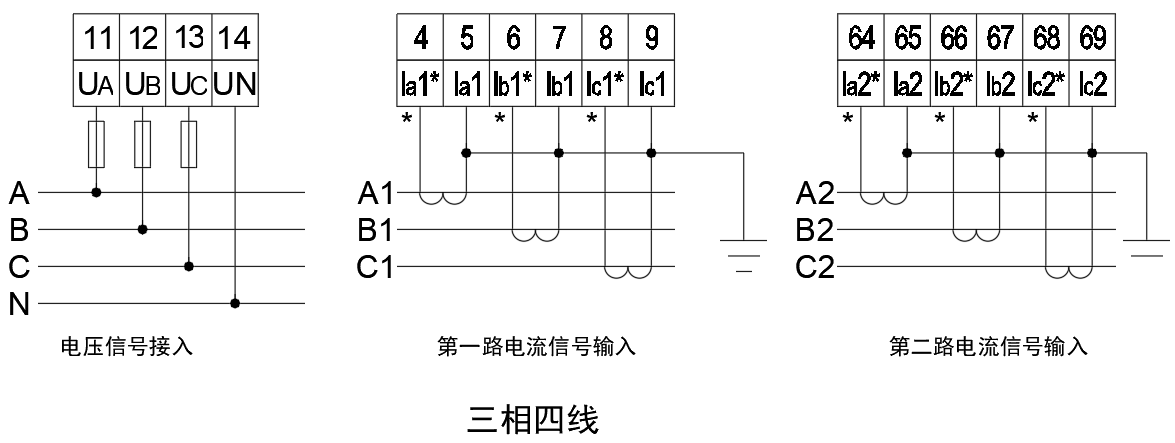 11 12 13 14 4 5 6 7 8 9 64 65 66 67 68 69
UA UB UC UN Ia1* Ia1 Ib1* Ib1 Ic1* Ic1 Ia2* Ia2 Ib2* Ib2 Ic2* Ic2
* * * * * *
A A1 A2
B B1 B2
C C1 C2
N
电压信号接入 第一路电流信号输入 第二路电流信号输入
三相四线